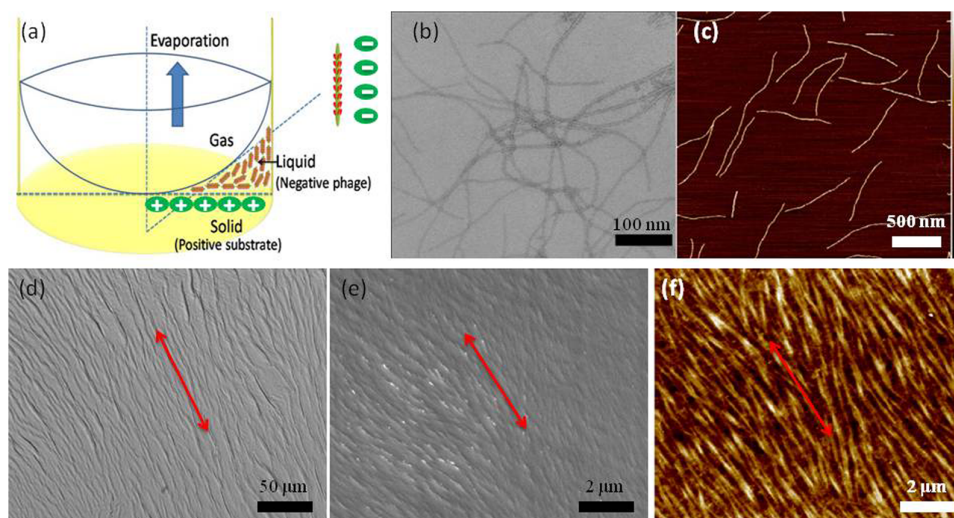 (a)
Evaporation
Gas
Liquid
(Negative phage)
Solid
(Positive substrate)
(b)
100 nm
(c)
500 nm
(d)
50 μm
(e)
2 μm
(f)
2 μm